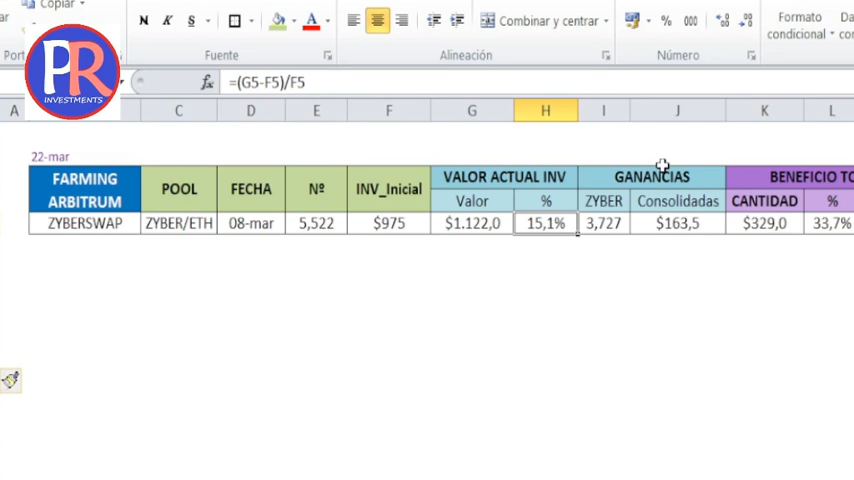 Copiar
Combinar y centrar
% 000
Formato
condicional
N K S
A
Fuente
Alineación
Número
PR
INVESTMENTS
fx =(G5-F5)/F5
A C D E F G H I J K L
22-mar
FARMING ARBITRUM POOL FECHA Nº INV_Inicial VALOR ACTUAL INV GANANCIAS BENEFICIO
Valor % ZYBER Consolidadas CANTIDAD %
ZYBERSWAP ZYBER/ETH 08-mar 5,522 $975 $1.122,0 15,1% 3,727 $163,5 $329,0 33,7%